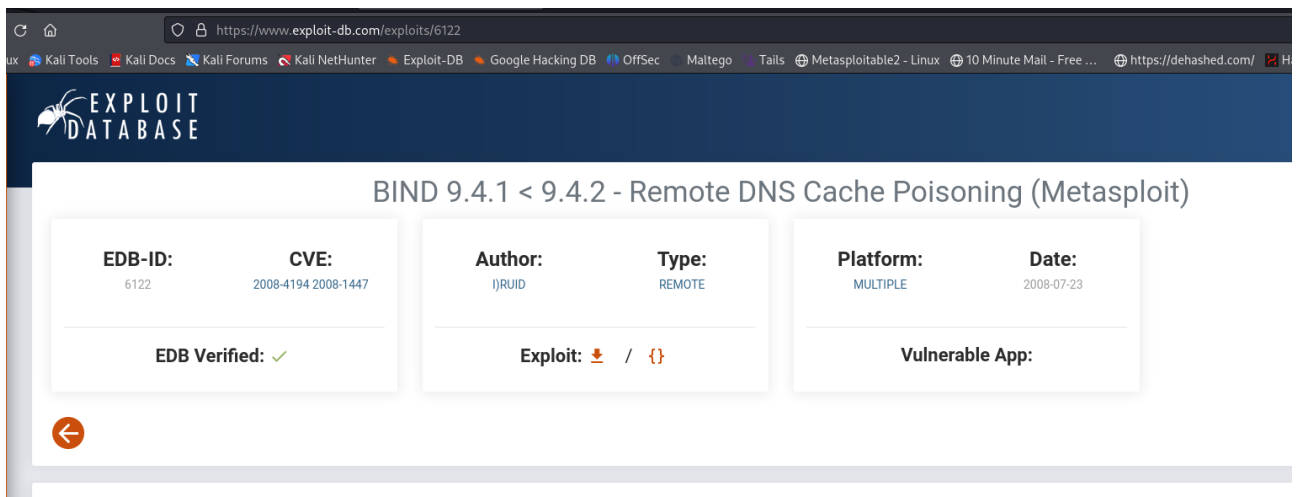 https://www.exploit-db.com/exploits/6122
ux Kali Tools Kali Docs Kali Forums Kali NetHunter Exploit-DB Google Hacking DB OffSec Maltego Tails Metasploitable2 - Linux 10 Minute Mail - Free ... https://dehashed.com/
EXPLOIT
DATABASE
BIND 9.4.1 < 9.4.2 - Remote DNS Cache Poisoning (Metasploit)
EDB-ID: CVE: Author: Type: Platform: Date:
6122 2008-4194 2008-1447 I)RUID REMOTE MULTIPLE 2008-07-23
EDB Verified: ✓ Exploit: / {} Vulnerable App: